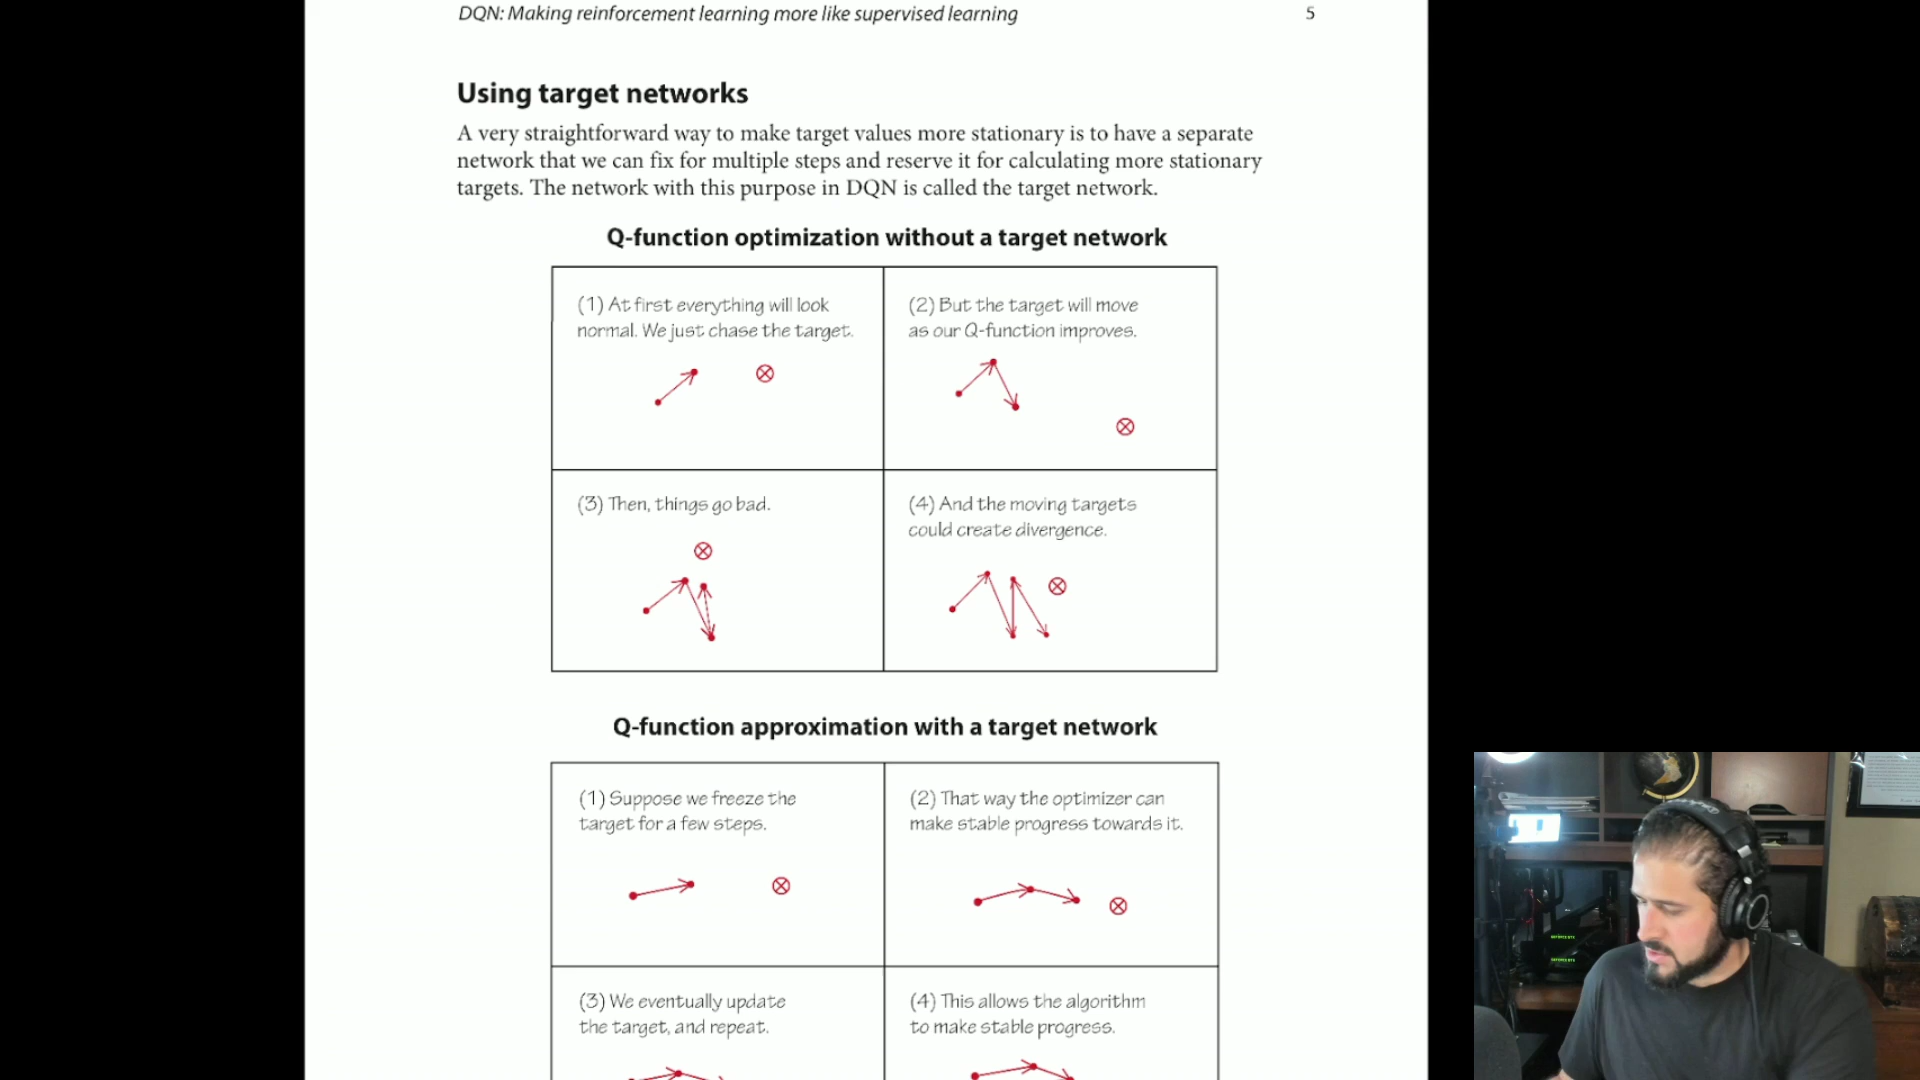 DQN: Making reinforcement learning more like supervised learning 5
Using target networks
A very straightforward way to make target values more stationary is to have a separate
network that we can fix for multiple steps and reserve it for calculating more stationary
targets. The network with this purpose in DQN is called the target network.
Q-function optimization without a target network
(1) At first everything will look
normal. We just chase the target.
(2) But the target will move
as our Q-function improves.
(3) Then, things go bad.
(4) And the moving targets
could create divergence.
Q-function approximation with a target network
(1) Suppose we freeze the
target for a few steps.
(2) That way the optimizer can
make stable progress towards it.
(3) We eventually update
the target, and repeat.
(4) This allows the algorithm
to make stable progress.